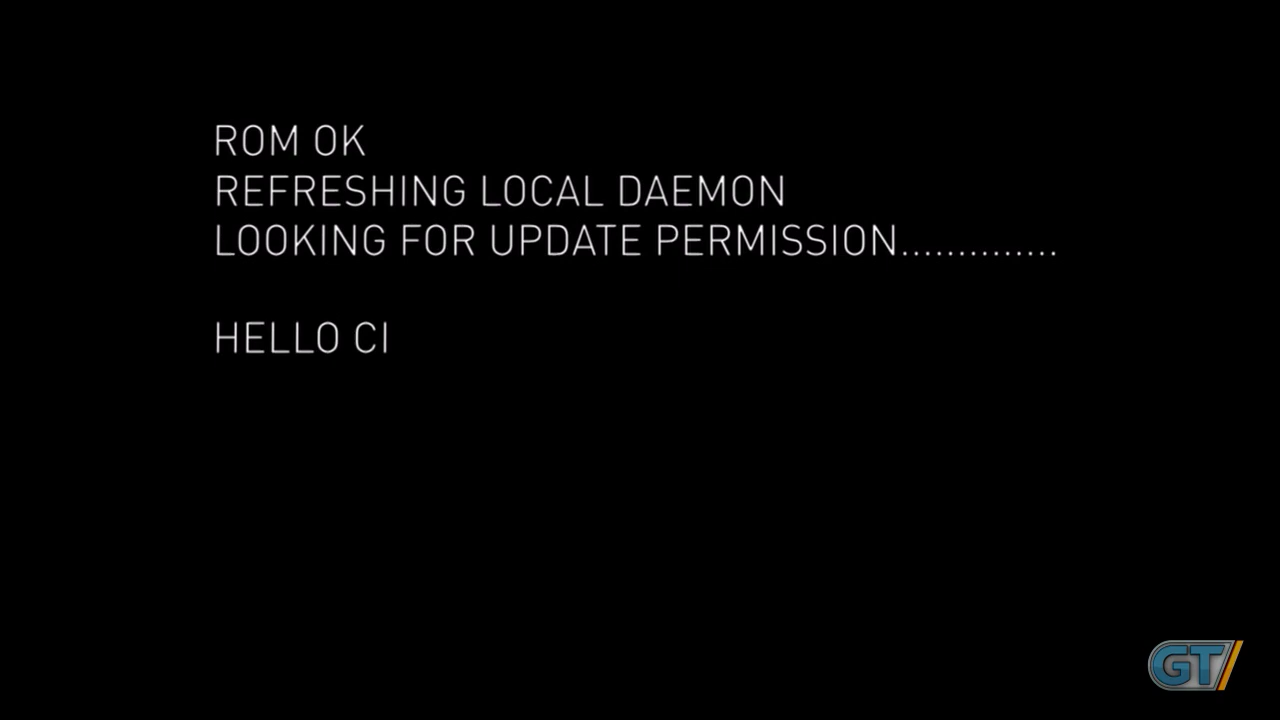 ROM OK
REFRESHING LOCAL DAEMON
LOOKING FOR UPDATE PERMISSION..............
HELLO CI
GT